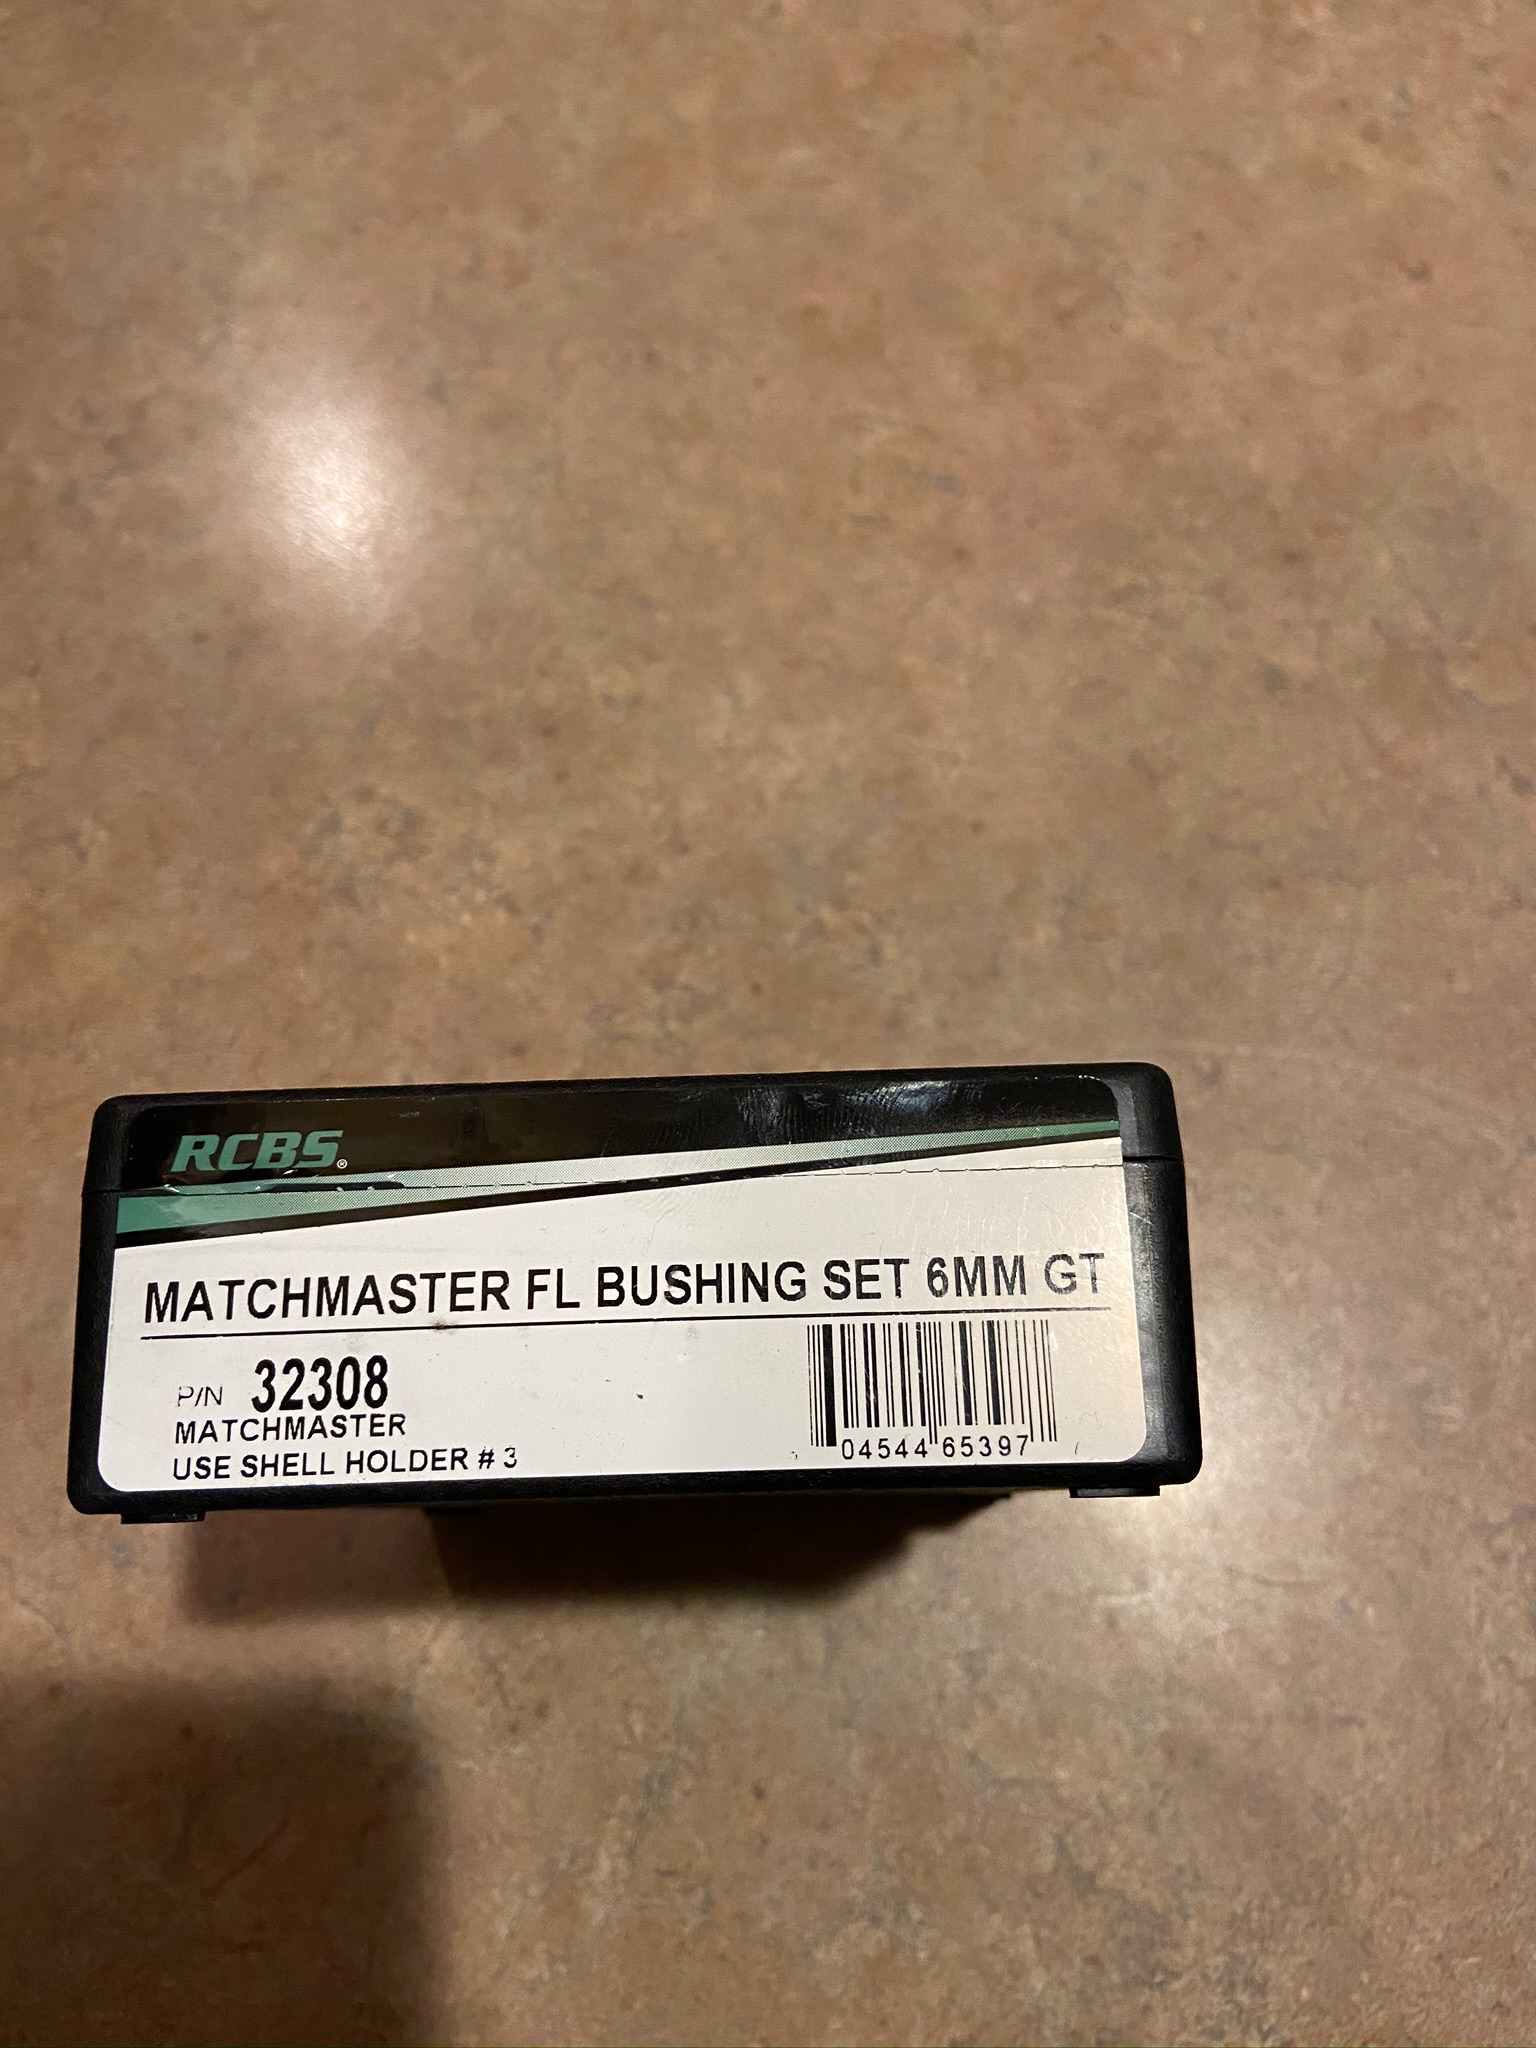 RCBS®
MATCHMASTER FL BUSHING SET 6MM GT
P/N 32308
MATCHMASTER
USE SHELL HOLDER # 3
04544 65397